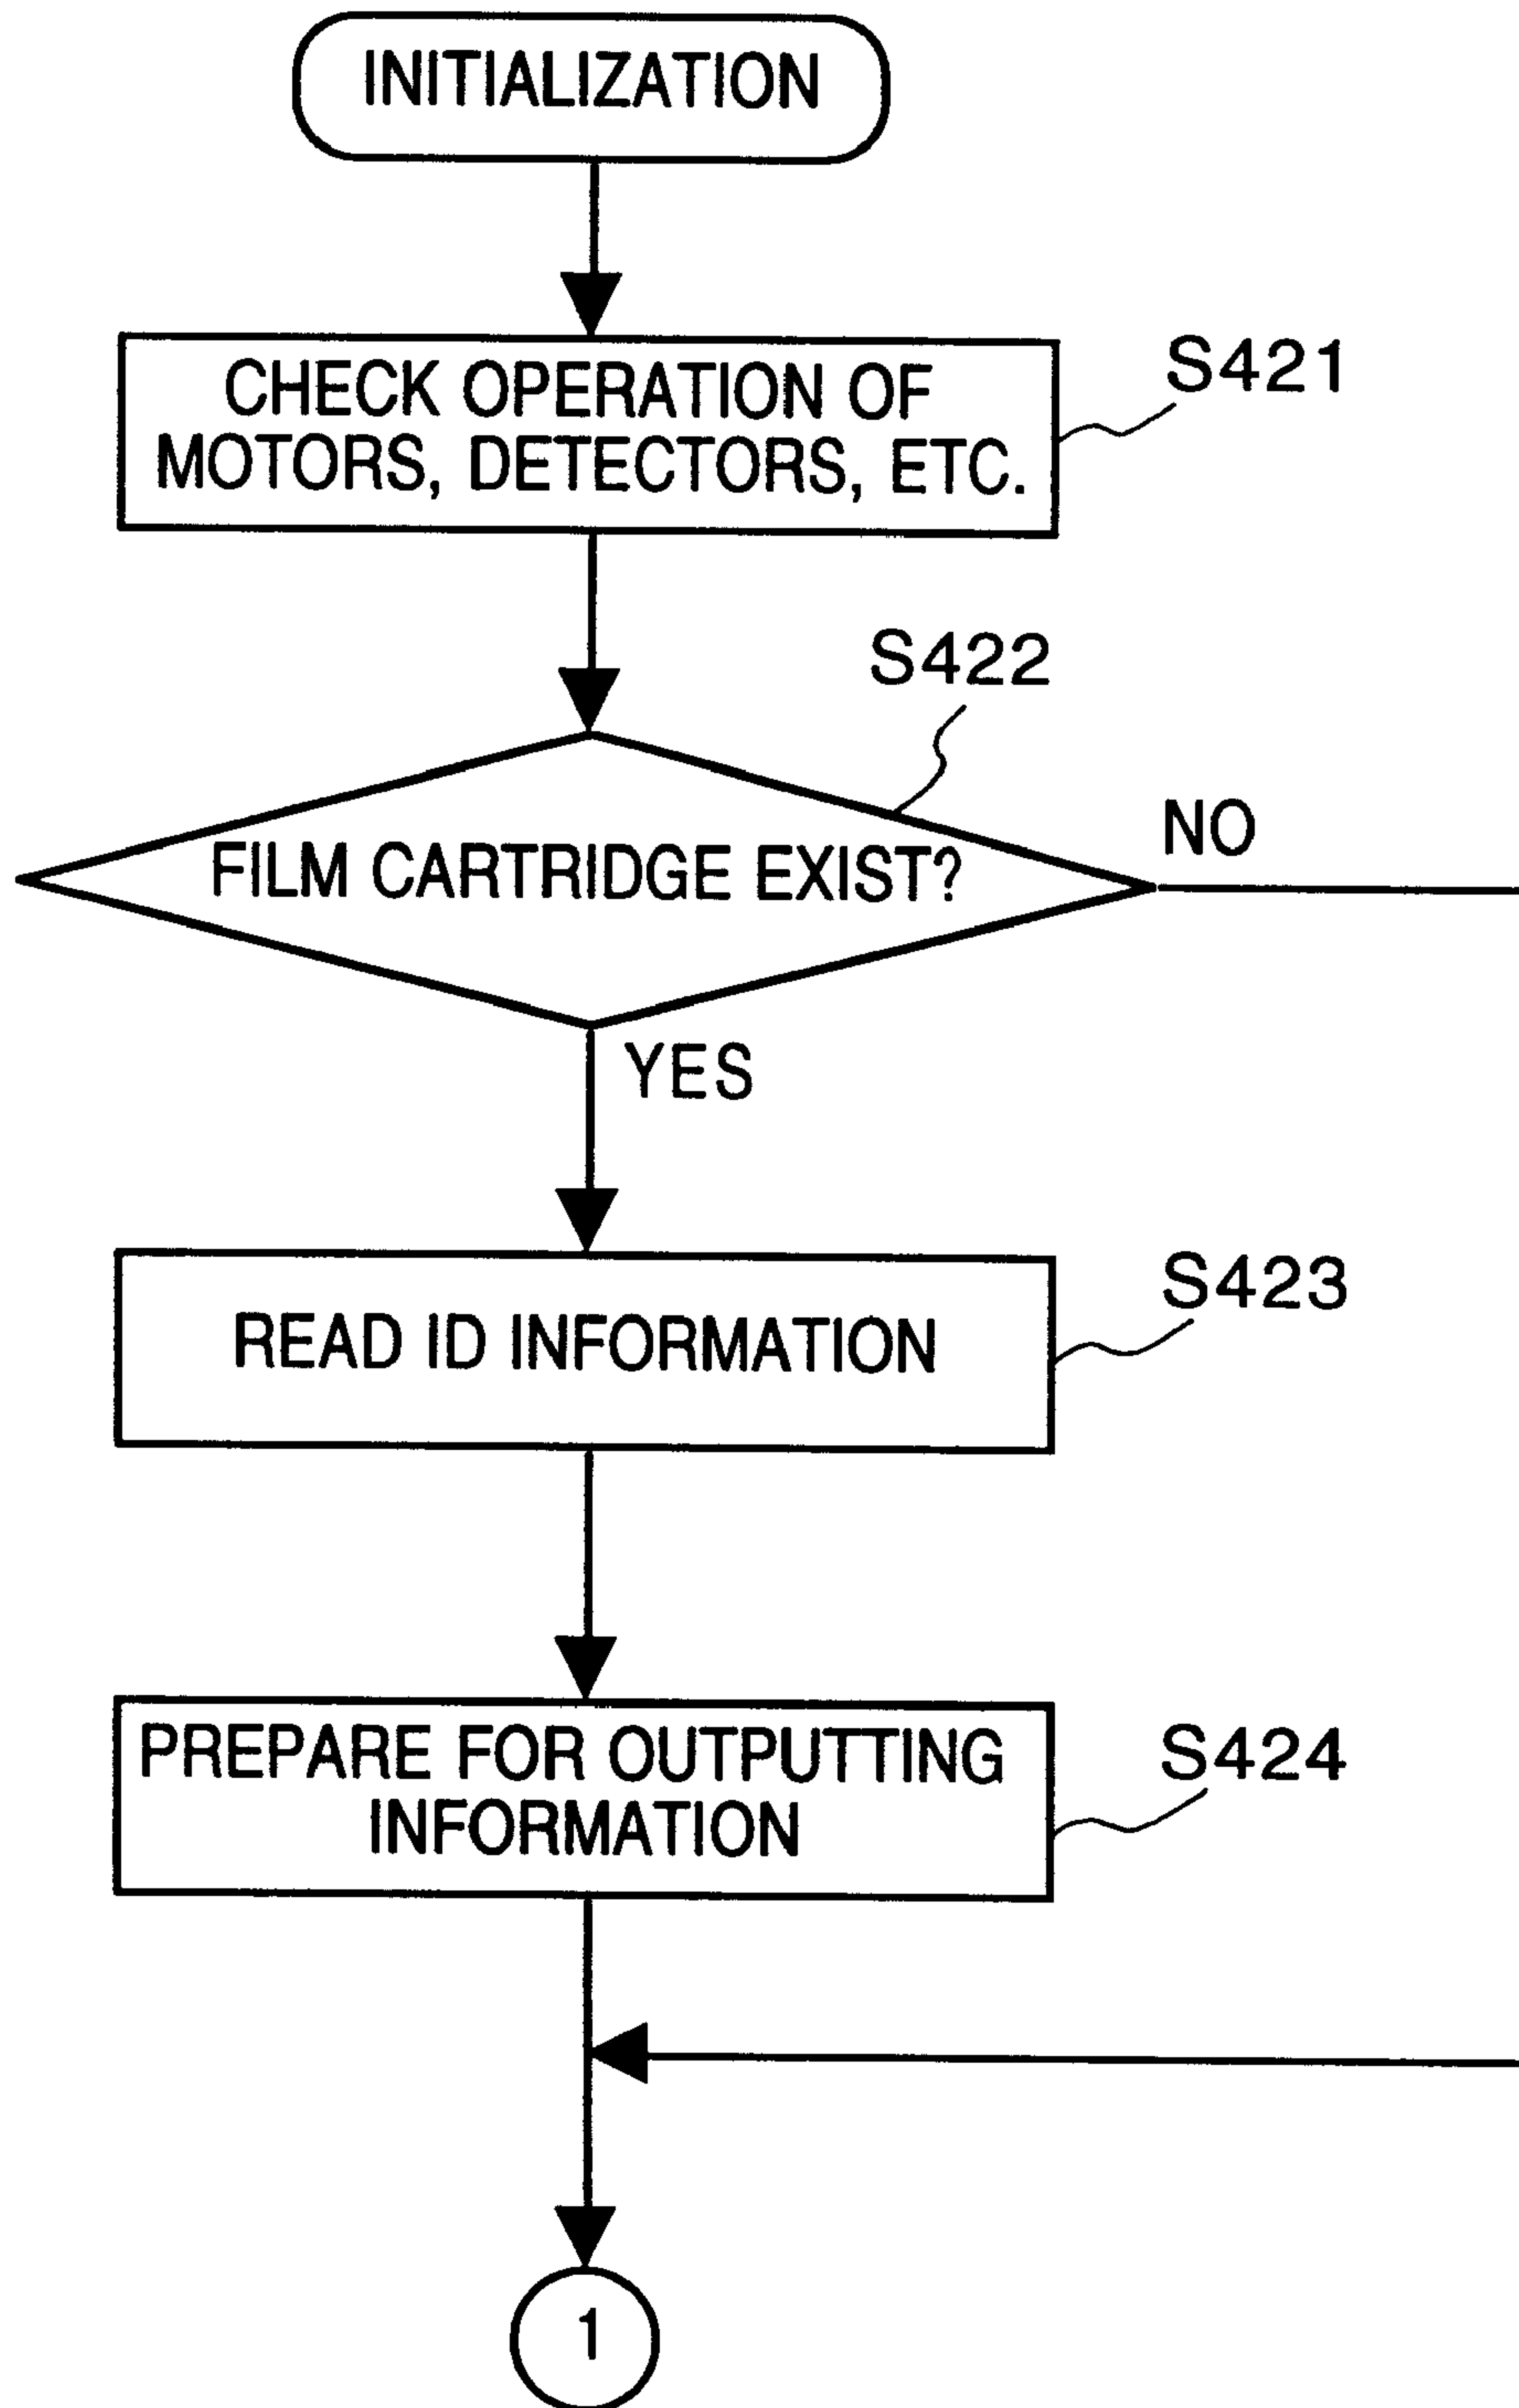 INITIALIZATION
CHECK OPERATION OF
MOTORS, DETECTORS, ETC.
S421
S422
FILM CARTRIDGE EXIST?
NO
YES
READ ID INFORMATION
S423
PREPARE FOR OUTPUTTING
INFORMATION
S424
1